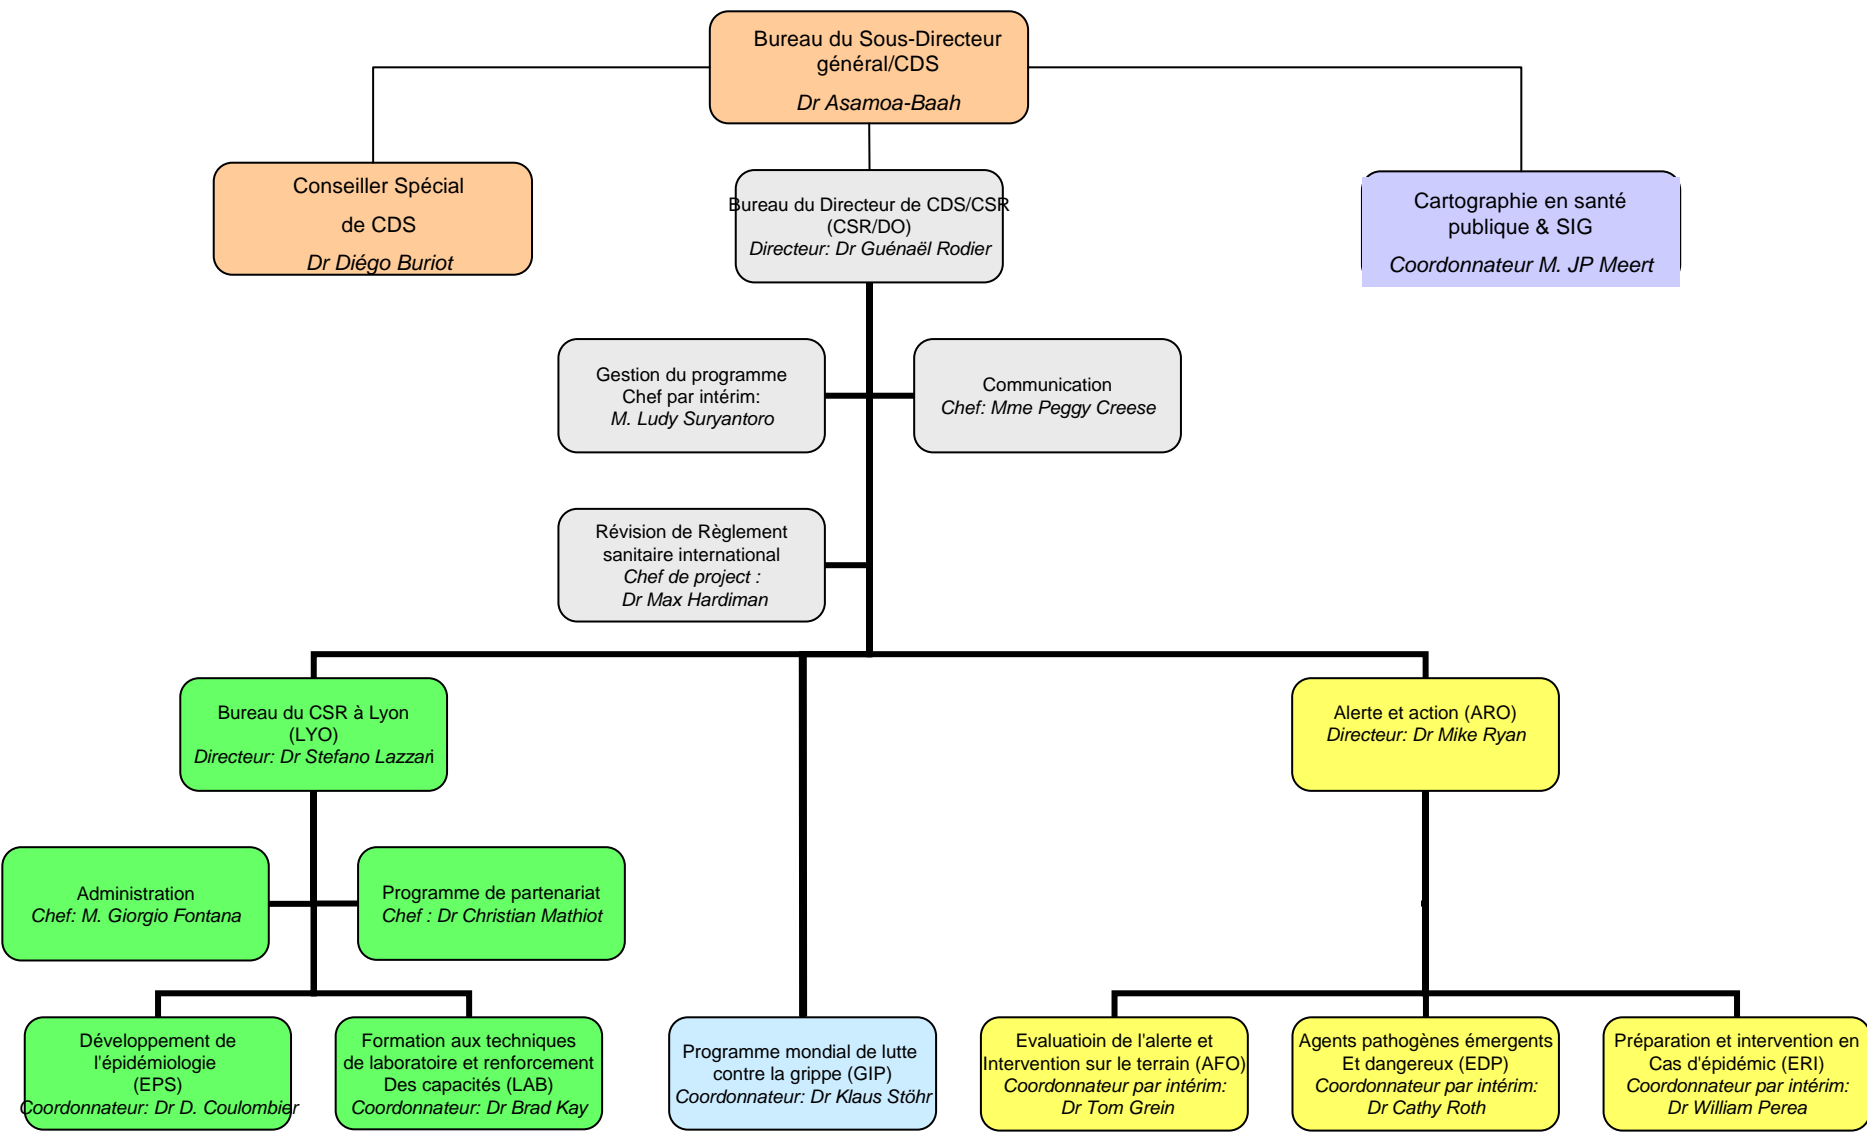 Bureau du Sous-Directeur
général/CDS
Dr Asamoa-Baah
Conseiller Spécial
de CDS
Dr Diégo Buriot
Bureau du Directeur de CDS/CSR
(CSR/DO)
Directeur: Dr Guénaël Rodier
Cartographie en santé
publique & SIG
Coordonnateur M. JP Meert
Gestion du programme
Chef par intérim:
M. Ludy Suryantoro
Communication
Chef: Mme Peggy Creese
Révision de Règlement
sanitaire international
Chef de project :
Dr Max Hardiman
Bureau du CSR à Lyon
(LYO)
Directeur: Dr Stefano Lazzari
Alerte et action (ARO)
Directeur: Dr Mike Ryan
Administration
Chef: M. Giorgio Fontana
Programme de partenariat
Chef : Dr Christian Mathiot
Développement de
l'épidémiologie
(EPS)
Coordonnateur: Dr D. Coulombier
Formation aux techniques
de laboratoire et renforcement
Des capacités (LAB)
Coordonnateur: Dr Brad Kay
Programme mondial de lutte
contre la grippe (GIP)
Coordonnateur: Dr Klaus Stöhr
Evaluatioin de l'alerte et
Intervention sur le terrain (AFO)
Coordonnateur par intérim:
Dr Tom Grein
Agents pathogènes émergents
Et dangereux (EDP)
Coordonnateur par intérim:
Dr Cathy Roth
Préparation et intervention en
Cas d'épidémic (ERI)
Coordonnateur par intérim:
Dr William Perea